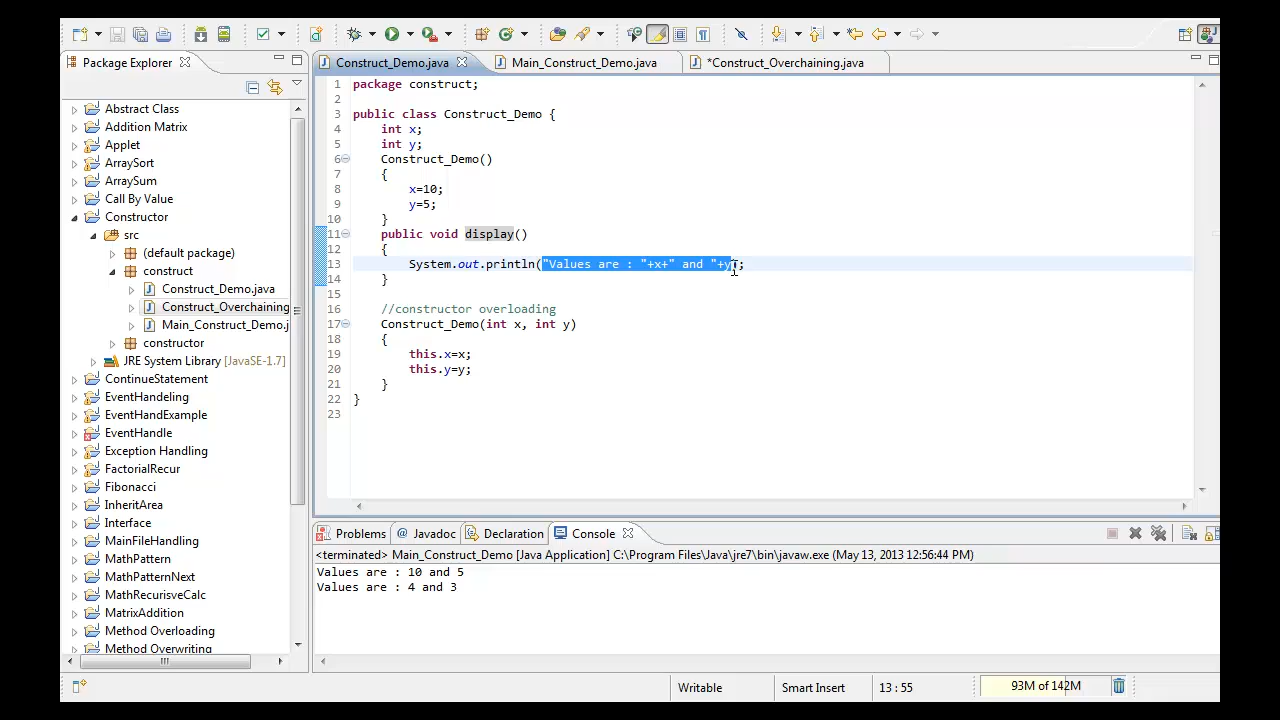 Package Explorer
Abstract Class
Addition Matrix
Applet
ArraySort
ArraySum
Call By Value
Constructor
src
(default package)
construct
Construct_Demo.java
Construct_Overchaining
Main_Construct_Demo.j
constructor
JRE System Library [JavaSE-1.7]
ContinueStatement
EventHandeling
EventHandExample
EventHandle
Exception Handling
FactorialRecur
Fibonacci
InheritArea
Interface
MainFileHandling
MathPattern
MathPatternNext
MathRecurisveCalc
MatrixAddition
Method Overloading
Method Overwriting
Construct_Demo.java Main_Construct_Demo.java *Construct_Overchaining.java
1 package construct;
2
3 public class Construct_Demo {
4 int x;
5 int y;
6 Construct_Demo()
7 {
8 x=10;
9 y=5;
10 }
11 public void display()
12 {
13 System.out.println("Values are : "+x+" and "+y);
14 }
15
16 //constructor overloading
17 Construct_Demo(int x, int y)
18 {
19 this.x=x;
20 this.y=y;
21 }
22 }
23
Problems @ Javadoc Declaration Console
<terminated> Main_Construct_Demo [Java Application] C:\Program Files\Java\jre7\bin\javaw.exe (May 13, 2013 12:56:44 PM)
Values are : 10 and 5
Values are : 4 and 3
Writable Smart Insert 13 : 55 93M of 142M